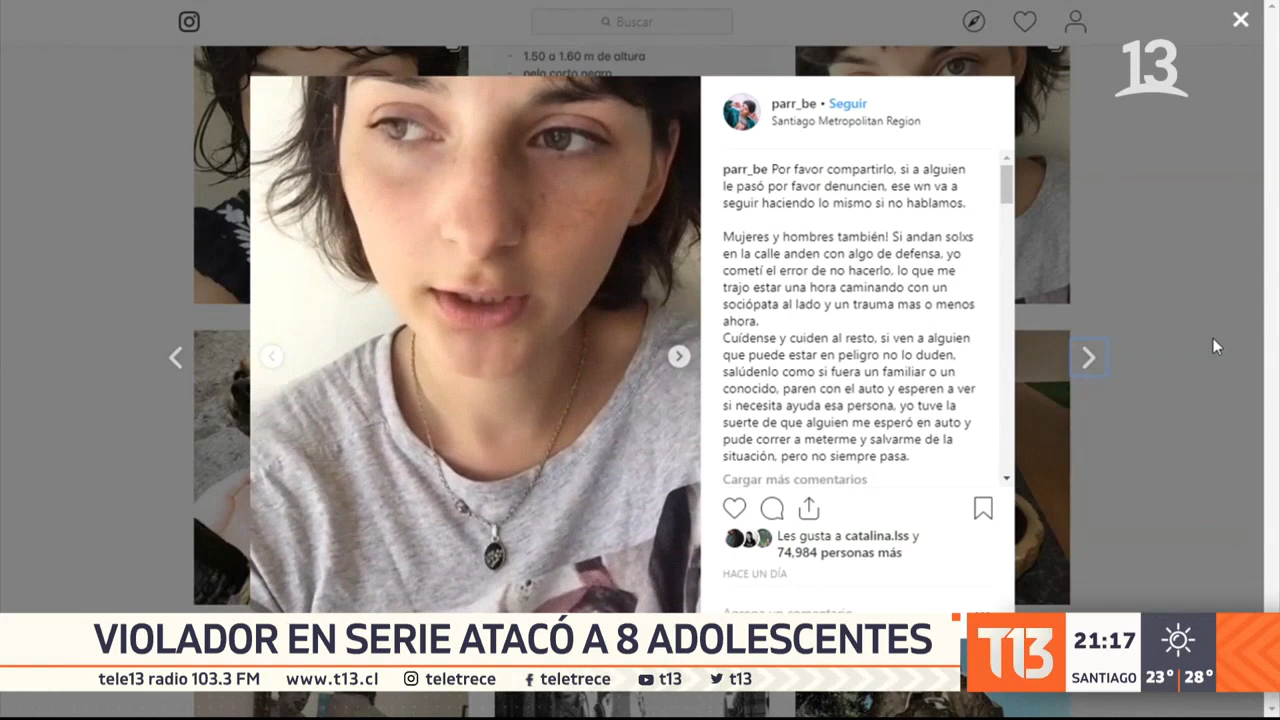 Buscar
1.50 a 1.60 m de altura
pelo corto negro
13
parr_be • Seguir
Santiago Metropolitan Region
parr_be Por favor compartirlo, si a alguien
le pasó por favor denuncien, ese wn va a
seguir haciendo lo mismo si no hablamos.
Mujeres y hombres también! Si andan solxs
en la calle anden con algo de defensa, yo
cometí el error de no hacerlo, lo que me
trajo estar una hora caminando con un
sociópata al lado y un trauma mas o menos
ahora.
Cuídense y cuiden al resto, si ven a alguien
que puede estar en peligro no lo duden,
salúdenlo como si fuera un familiar o un
conocido, paren con el auto y esperen a ver
si necesita ayuda esa persona, yo tuve la
suerte de que alguien me esperó en auto y
pude correr a meterme y salvarme de la
situación, pero no siempre pasa.
Cargar más comentarios
Les gusta a catalina.lss y
74,984 personas más
HACE UN DÍA
Agrega un comentario...
VIOLADOR EN SERIE ATACÓ A 8 ADOLESCENTES
tele13 radio 103.3 FM www.t13.cl teletrece teletrece t13 t13
T13
21:17
SANTIAGO
23° 28°